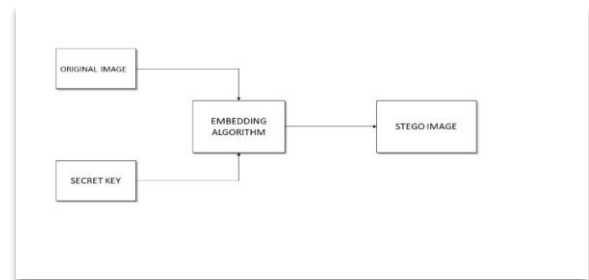 ORIGINAL IMAGE
EMBEDDING
ALGORITHM
STEGO IMAGE
SECRET KEY